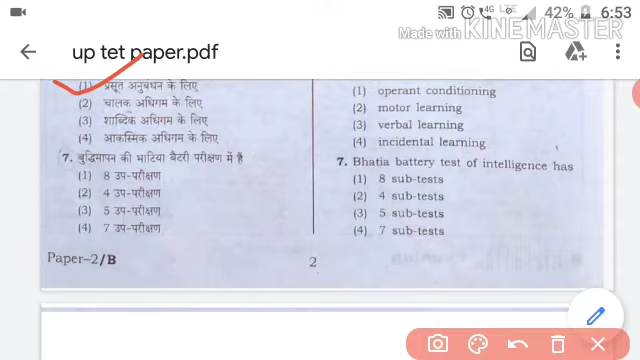 LTE
4G
42%
6:53
Made with KINEMASTER
up tet paper.pdf
(1) प्रसूत अनुबंधन के लिए
(2) चालक अधिगम के लिए
(3) शाब्दिक अधिगम के लिए
(4) आकस्मिक अधिगम के लिए
7. बुद्धिमापन की भाटिया बैटरी परीक्षण में हैं
(1) 8 उप-परीक्षण
(2) 4 उप-परीक्षण
(3) 5 उप-परीक्षण
(4) 7 उप-परीक्षण
(1) operant conditioning
(2) motor learning
(3) verbal learning
(4) incidental learning
7. Bhatia battery test of intelligence has
(1) 8 sub-tests
(2) 4 sub-tests
(3) 5 sub-tests
(4) 7 sub-tests
Paper–2/B
2